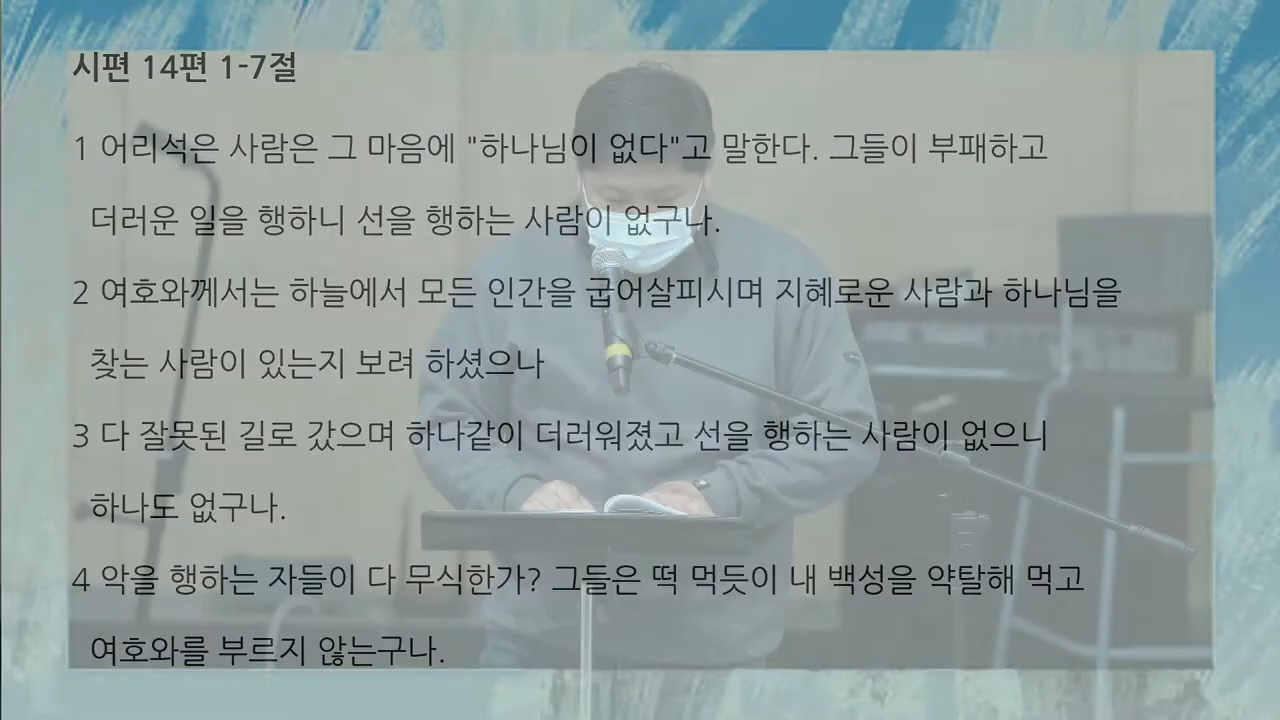 시편 14편 1-7절
1 어리석은 사람은 그 마음에 "하나님이 없다"고 말한다. 그들이 부패하고
더러운 일을 행하니 선을 행하는 사람이 없구나.
2 여호와께서는 하늘에서 모든 인간을 굽어살피시며 지혜로운 사람과 하나님을
찾는 사람이 있는지 보려 하셨으나
3 다 잘못된 길로 갔으며 하나같이 더러워졌고 선을 행하는 사람이 없으니
하나도 없구나.
4 악을 행하는 자들이 다 무식한가? 그들은 떡 먹듯이 내 백성을 약탈해 먹고
여호와를 부르지 않는구나.